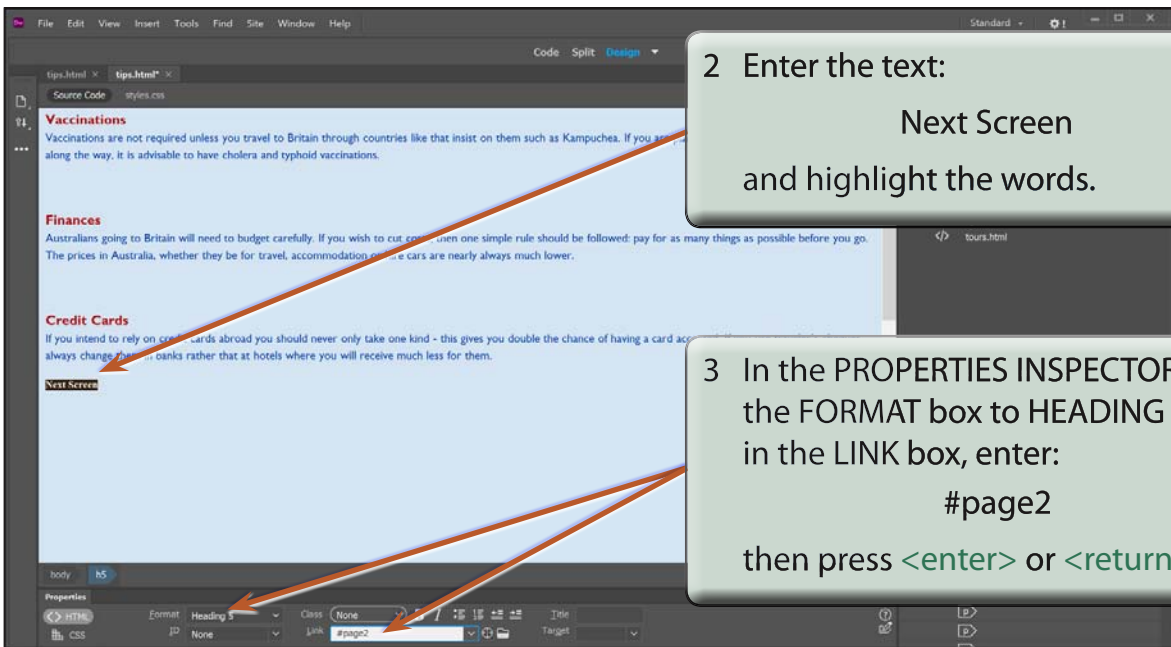 File Edit View Insert Tools Find Site Window Help
Standard
Code Split Design
tips.html × tips.html* ×
Source Code styles.css
Vaccinations
Vaccinations are not required unless you travel to Britain through countries like that insist on them such as Kampuchea. If you are
along the way, it is advisable to have cholera and typhoid vaccinations.
Finances
Australians going to Britain will need to budget carefully. If you wish to cut then one simple rule should be followed: pay for as many things as possible before you go.
The prices in Australia, whether they be for travel, accommodation or cars are nearly always much lower.
Credit Cards
If you intend to rely on credit cards abroad you should never only take one kind - this gives you double the chance of having a card
always change banks rather that at hotels where you will receive much less for them.
Next Screen
2 Enter the text:
Next Screen
and highlight the words.
</> tours.html
3 In the PROPERTIES INSPECTOR
the FORMAT box to HEADING
in the LINK box, enter:
#page2
then press <enter> or <return
body h5
Properties
<> HTML Format Heading 5 Class None B I Title
CSS ID None Link #page2 Target
p
p